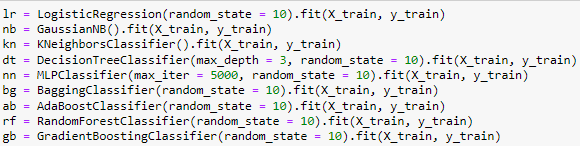 lr = LogisticRegression(random_state = 10).fit(X_train, y_train)
nb = GaussianNB().fit(X_train, y_train)
kn = KNeighborsClassifier().fit(X_train, y_train)
dt = DecisionTreeClassifier(max_depth = 3, random_state = 10).fit(X_train, y_train)
nn = MLPClassifier(max_iter = 5000, random_state = 10).fit(X_train, y_train)
bg = BaggingClassifier(random_state = 10).fit(X_train, y_train)
ab = AdaBoostClassifier(random_state = 10).fit(X_train, y_train)
rf = RandomForestClassifier(random_state = 10).fit(X_train, y_train)
gb = GradientBoostingClassifier(random_state = 10).fit(X_train, y_train)